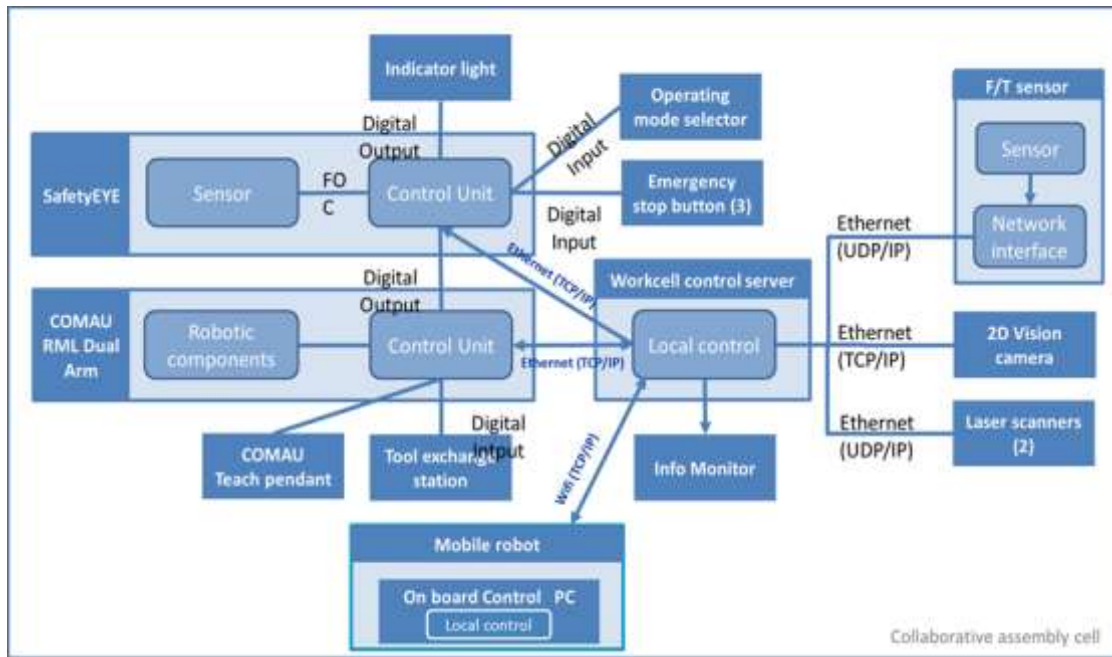 Indicator light
Operating
mode selector
F/T sensor
Digital
Output
Digital
Input
Sensor
SafetyEYE
Sensor
FO
C
Control Unit
Emergency
stop button (3)
Digital
Input
Ethernet
(UDP/IP)
Network
interface
Ethernet (TCP/IP)
Workcell control server
Digital
Output
COMAU
RML Dual
Arm
Robotic
components
Control Unit
Ethernet (TCP/IP)
Local control
Ethernet
(TCP/IP)
2D Vision
camera
Digital
Intput
COMAU
Teach pendant
Tool exchange
station
Wifi (TCP/IP)
Info Monitor
Ethernet
(UDP/IP)
Laser scanners
(2)
Mobile robot
On board Control PC
Local control
Collaborative assembly cell